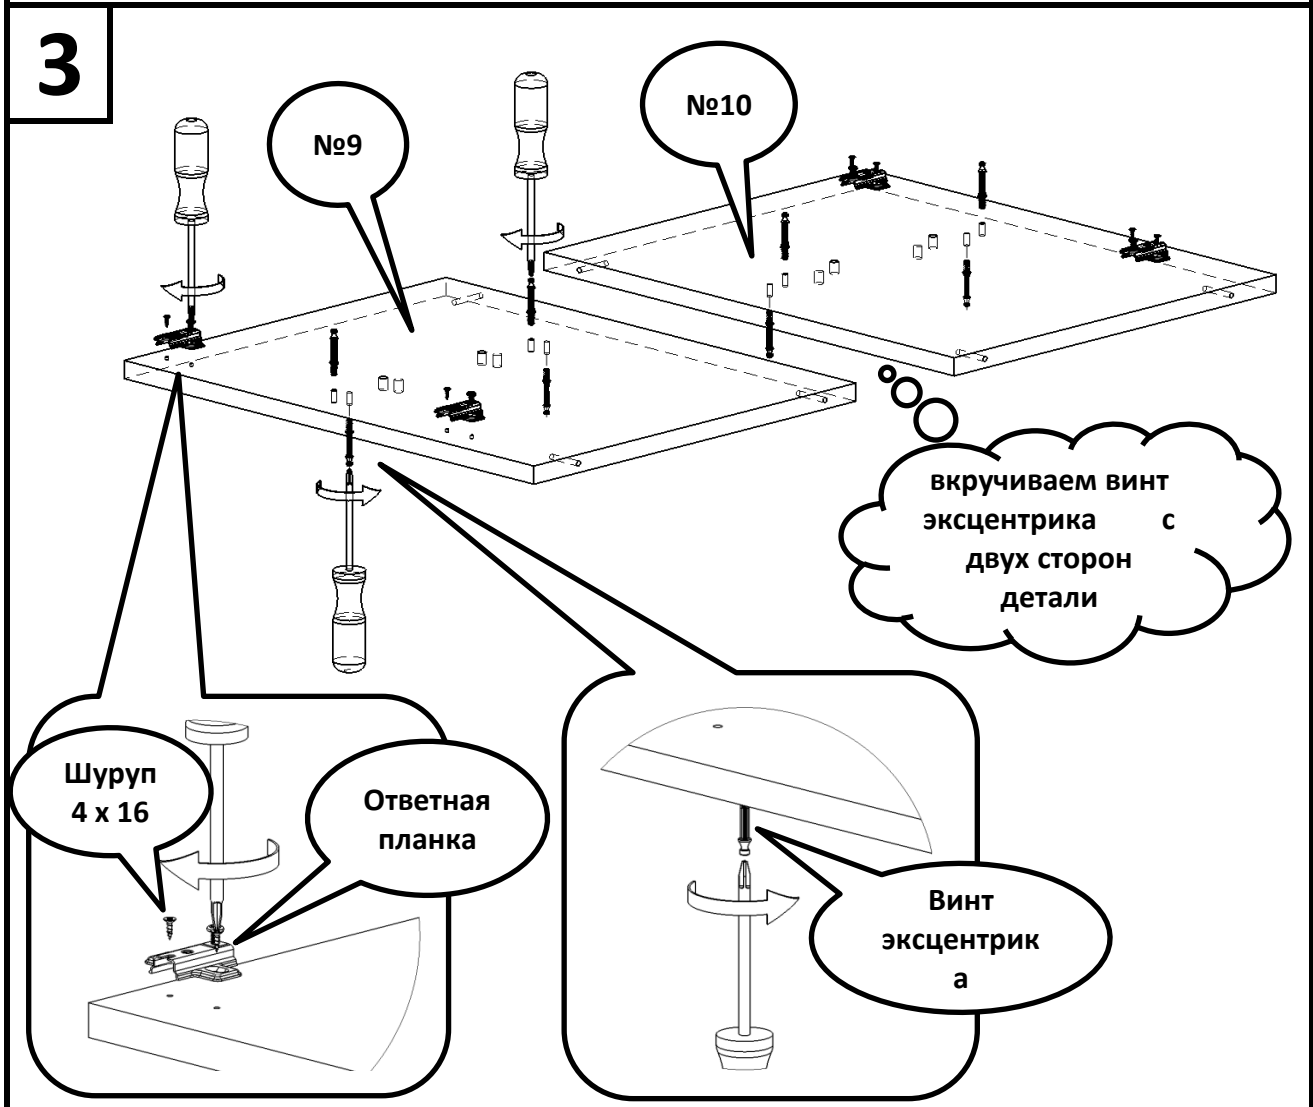 3
№9
№10
вкручиваем винт
эксцентрика с
двух сторон
детали
Шуруп
4 х 16
Ответная
планка
Винт
эксцентрик
а